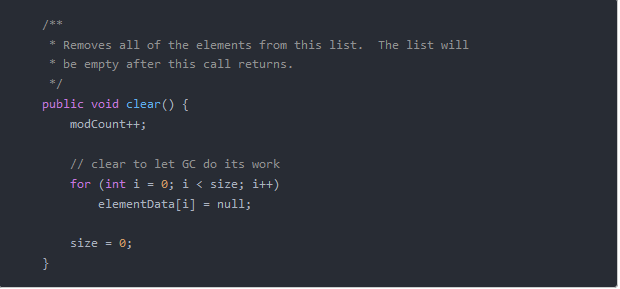 /**
 * Removes all of the elements from this list.  The list will
 * be empty after this call returns.
 */
public void clear() {
    modCount++;

    // clear to let GC do its work
    for (int i = 0; i < size; i++)
        elementData[i] = null;

    size = 0;
}